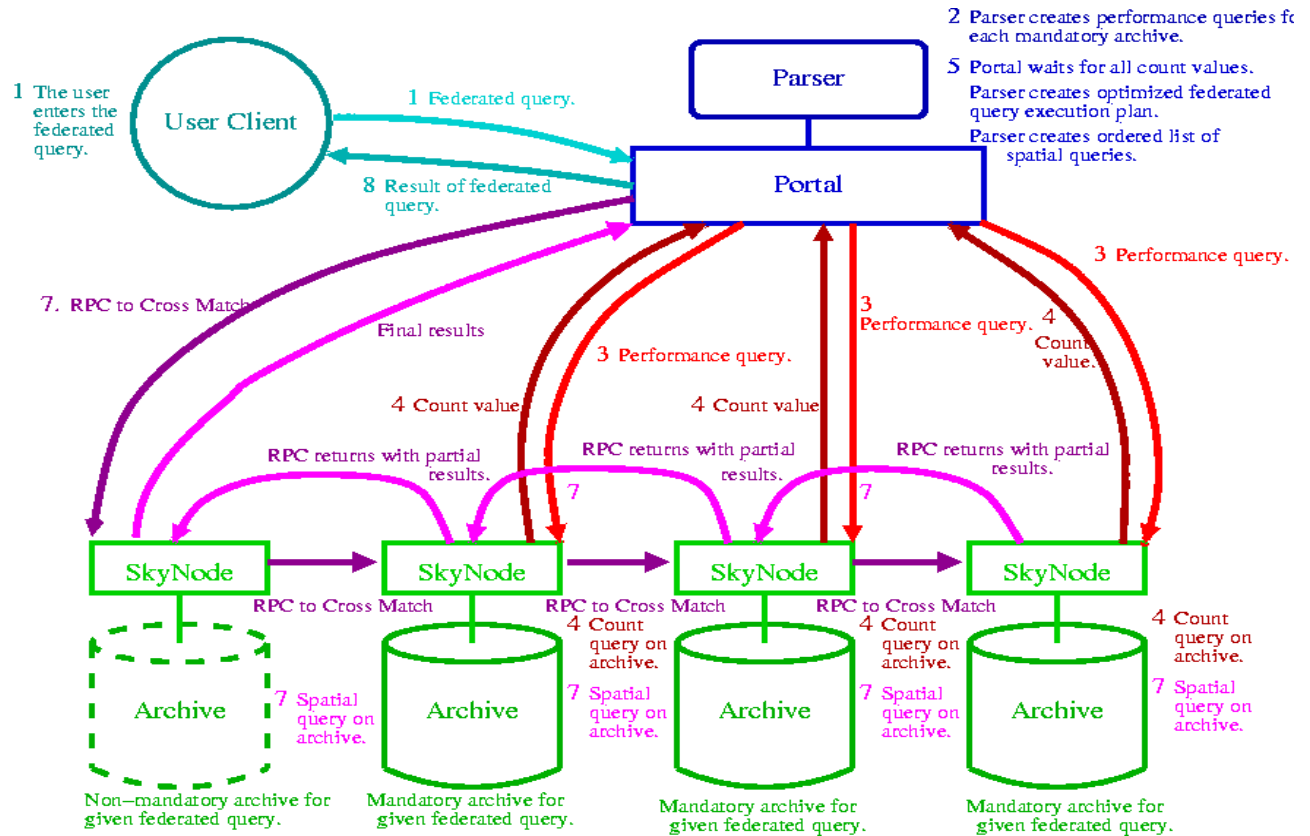 2 Parser creates performance queries fo
each mandatory archive.
5 Portal waits for all count values.
Parser creates optimized federated
query execution plan.
Parser creates ordered list of
spatial queries.
Parser
1 The user
enters the
federated
query.
User Client
1 Federated query.
8 Result of federated
query.
Portal
7. RPC to Cross Match
Final results
3 Performance query.
4 Count value
3
Performance query.
4 Count value
3 Performance query.
4
Count
value.
RPC returns with partial
results.
RPC returns with partial
results.
RPC returns with partial
results.
7
7
SkyNode
SkyNode
SkyNode
SkyNode
RPC to Cross Match
RPC to Cross Match
RPC to Cross Match
4 Count
query on
archive.
4 Count
query on
archive.
4 Count
query on
archive.
7 Spatial
query on
archive.
7 Spatial
query on
archive.
7 Spatial
query on
archive.
7 Spatial
query on
archive.
Archive
Archive
Archive
Archive
Non-mandatory archive for
given federated query.
Mandatory archive for
given federated query.
Mandatory archive for
given federated query.
Mandatory archive for
given federated query.